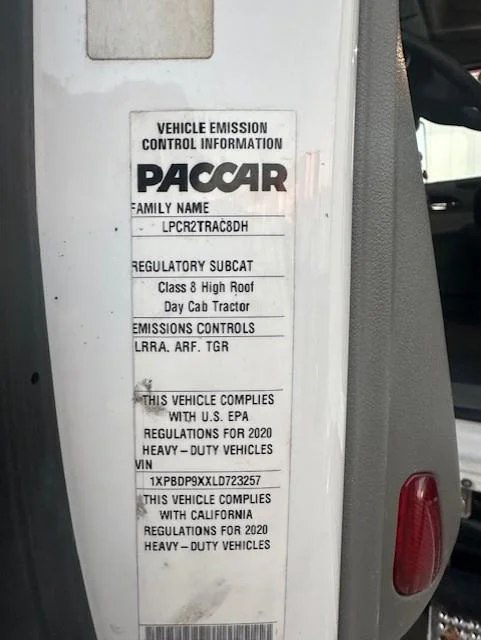 VEHICLE EMISSION
CONTROL INFORMATION
PACCAR
FAMILY NAME
LPCR2TRAC8DH
REGULATORY SUBCAT
Class 8 High Roof
Day Cab Tractor
EMISSIONS CONTROLS
LRRA. ARF. TGR
THIS VEHICLE COMPLIES
WITH U.S. EPA
REGULATIONS FOR 2020
HEAVY-DUTY VEHICLES
VIN
1XPBDP9XXLD723257
THIS VEHICLE COMPLIES
WITH CALIFORNIA
REGULATIONS FOR 2020
HEAVY-DUTY VEHICLES